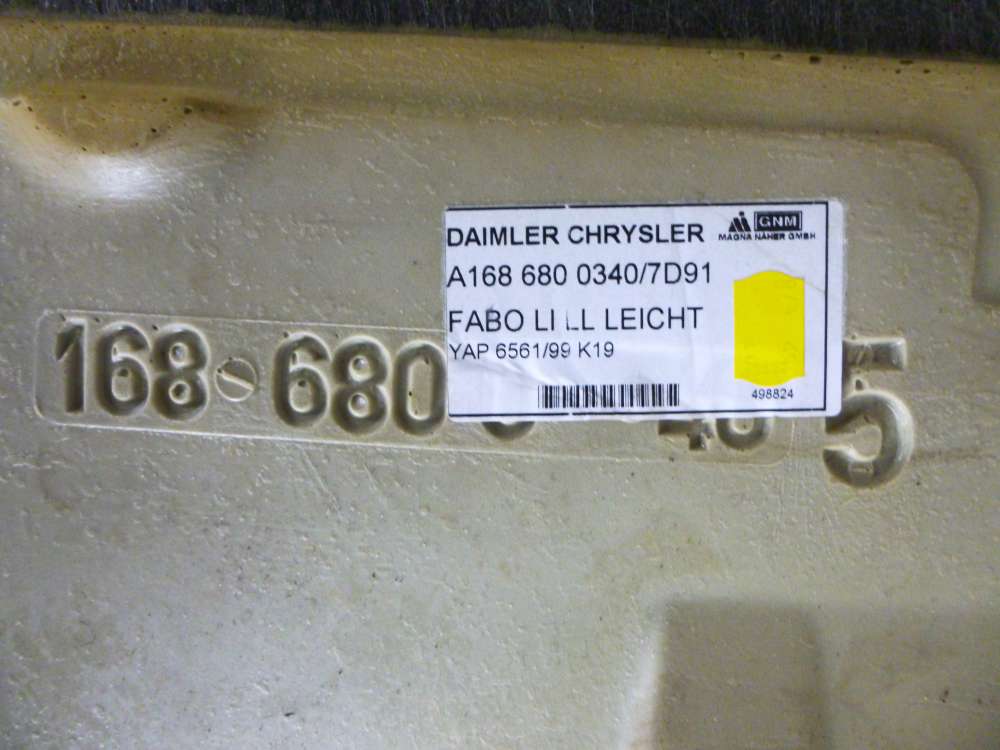 DAIMLER CHRYSLER
GNM
MAGNA NÄHER GMBH
A168 680 0340/7D91
FABO LI LL LEICHT
YAP 6561/99 K19
498824
168 680
5